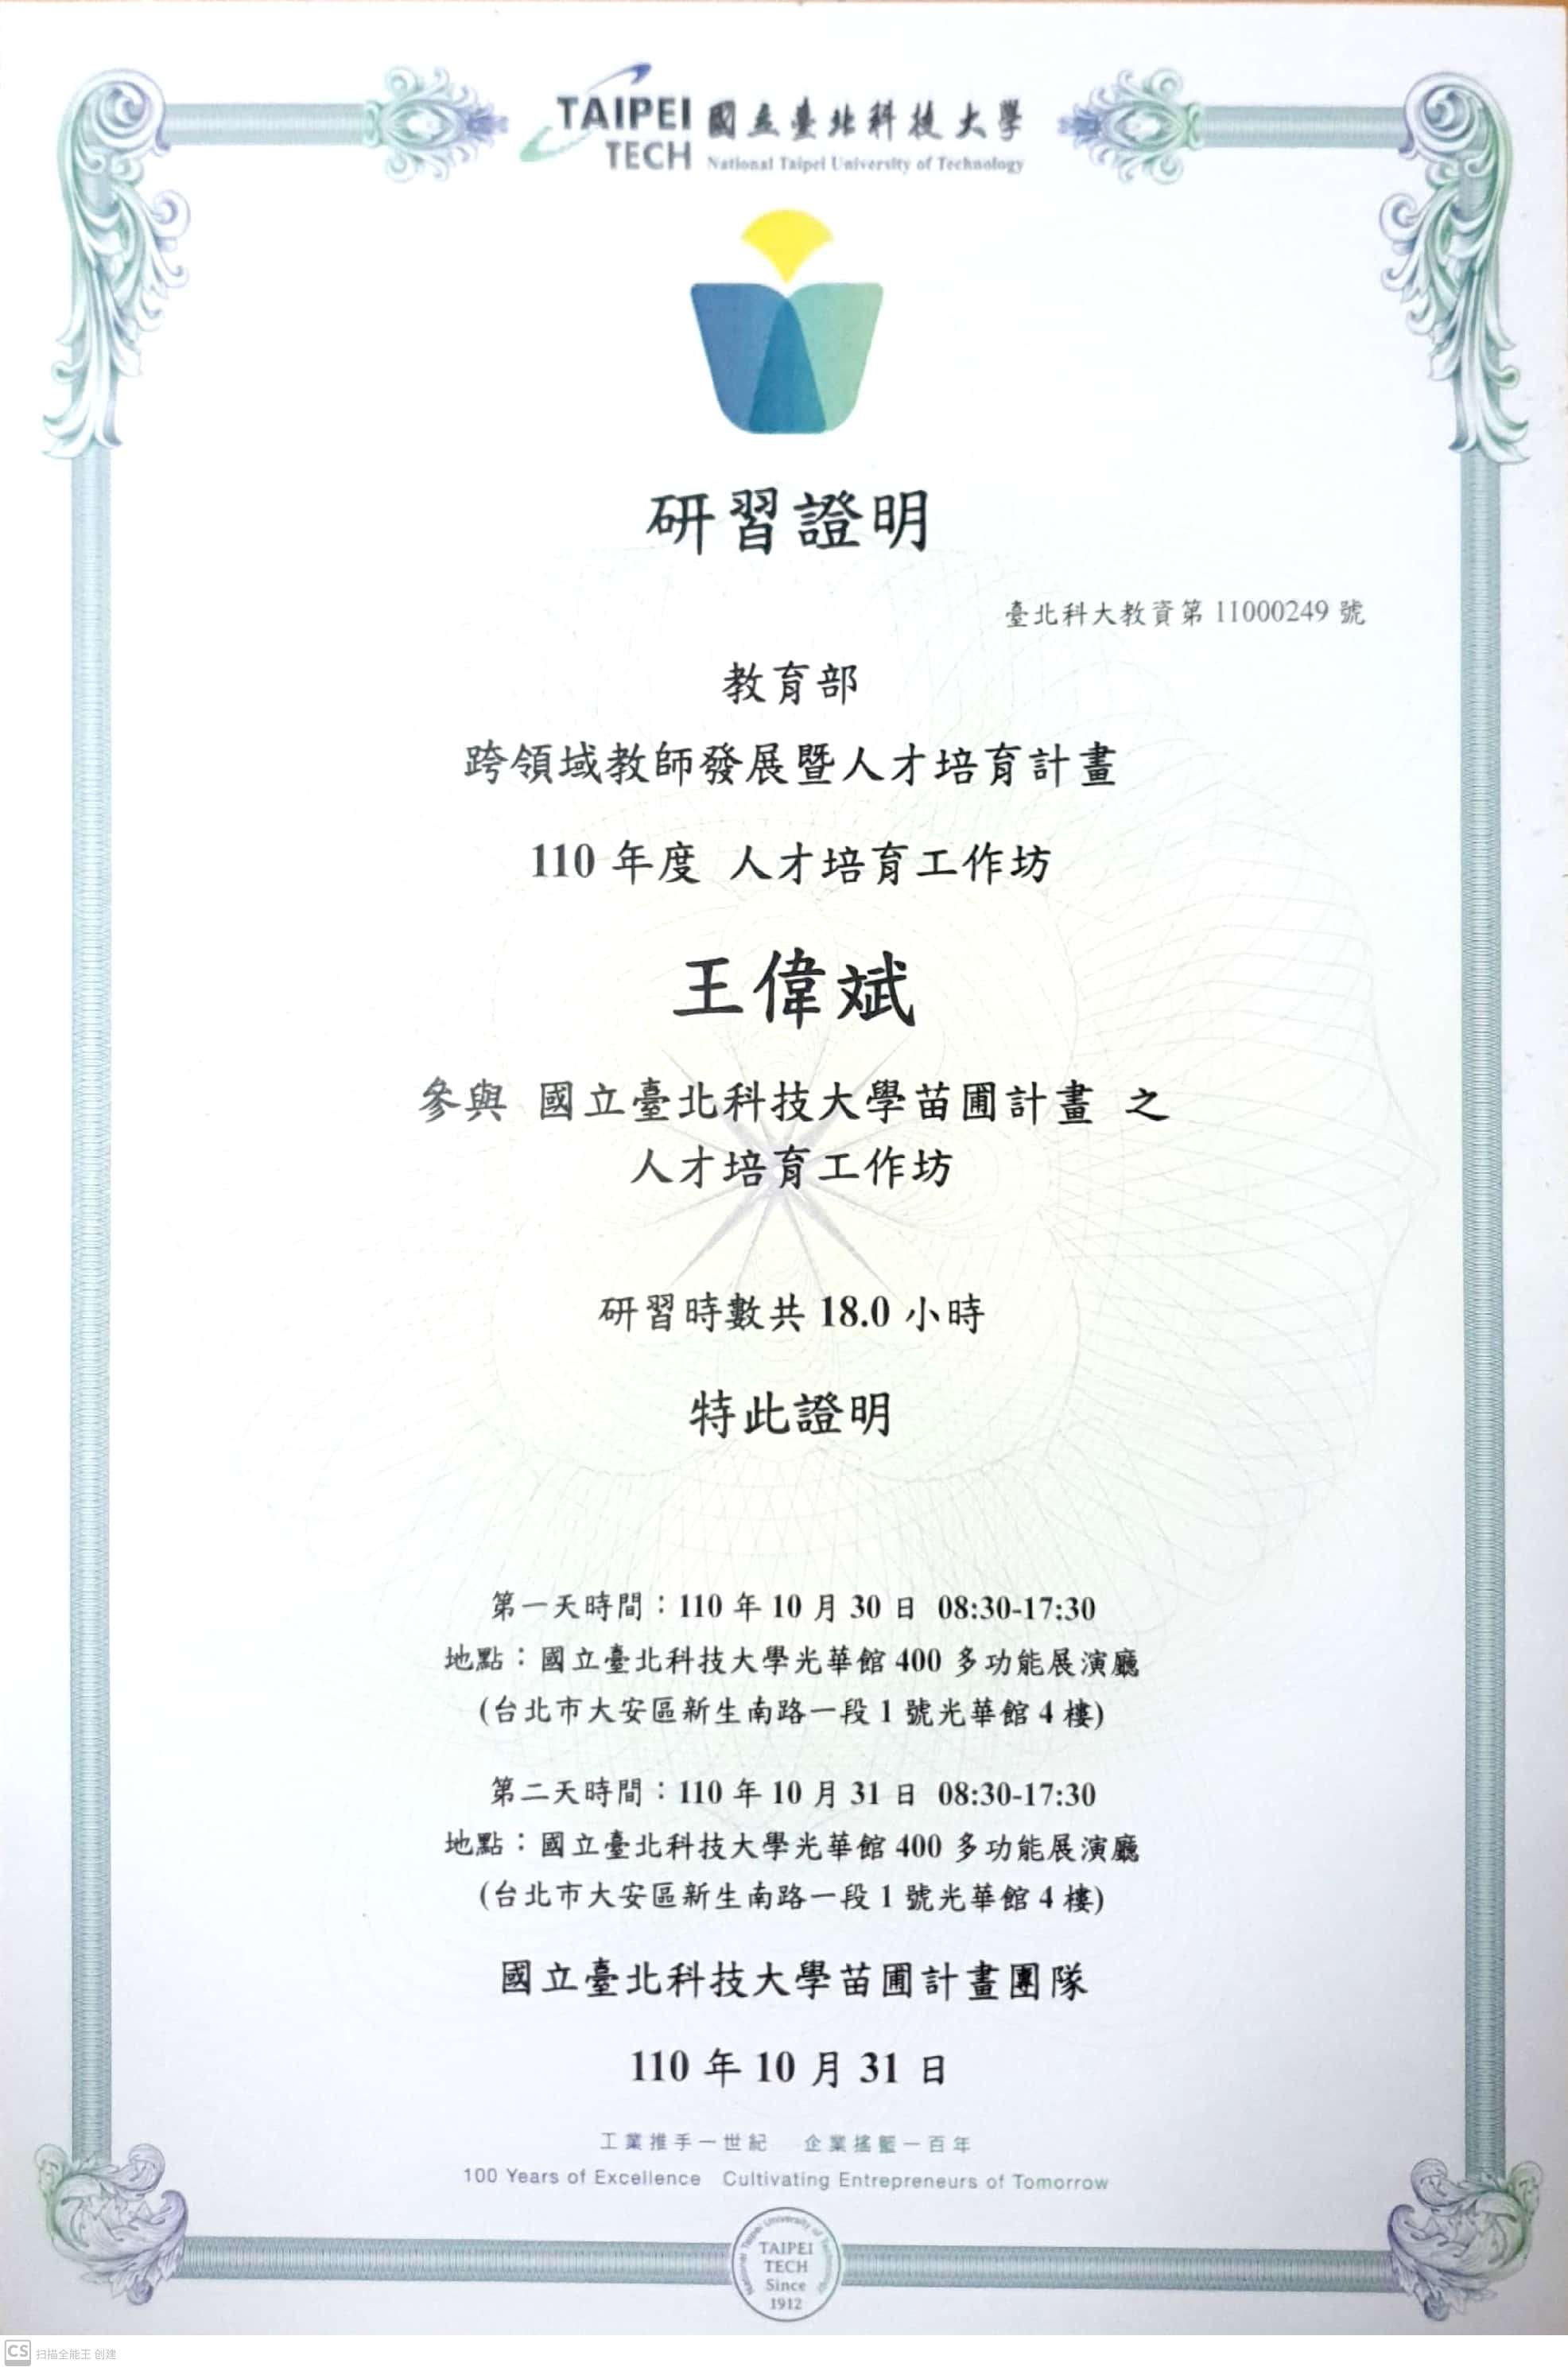 TAIPEI TECH 國立臺北科技大學
National Taipei University of Technology
研習證明
臺北科大教資第 11000249 號
教育部
跨領域教師發展暨人才培育計畫
110 年度 人才培育工作坊
王偉斌
參與 國立臺北科技大學苗圃計畫 之
人才培育工作坊
研習時數共 18.0 小時
特此證明
第一天時間：110 年 10 月 30 日 08:30-17:30
地點：國立臺北科技大學光華館 400 多功能展演廳
(台北市大安區新生南路一段 1 號光華館 4 樓)
第二天時間：110 年 10 月 31 日 08:30-17:30
地點：國立臺北科技大學光華館 400 多功能展演廳
(台北市大安區新生南路一段 1 號光華館 4 樓)
國立臺北科技大學苗圃計畫團隊
110 年 10 月 31 日
工業推手一世紀 企業搖籃一百年
100 Years of Excellence Cultivating Entrepreneurs of Tomorrow
National Taipei University of Technology
TAIPEI
TECH
Since
1912
CS 扫描全能王 创建